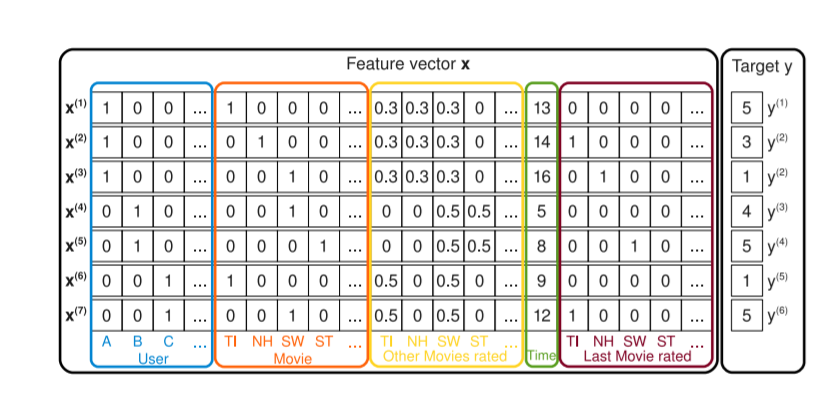 Feature vector x Target y
x(1) 1 0 0 ... 1 0 0 0 ... 0.3 0.3 0.3 0 ... 13 0 0 0 0 ... 5 y(1)
x(2) 1 0 0 ... 0 1 0 0 ... 0.3 0.3 0.3 0 ... 14 1 0 0 0 ... 3 y(2)
x(3) 1 0 0 ... 0 0 1 0 ... 0.3 0.3 0.3 0 ... 16 0 1 0 0 ... 1 y(2)
x(4) 0 1 0 ... 0 0 1 0 ... 0 0 0.5 0.5 ... 5 0 0 0 0 ... 4 y(3)
x(5) 0 1 0 ... 0 0 0 1 ... 0 0 0.5 0.5 ... 8 0 0 1 0 ... 5 y(4)
x(6) 0 0 1 ... 1 0 0 0 ... 0.5 0 0.5 0 ... 9 0 0 0 0 ... 1 y(5)
x(7) 0 0 1 ... 0 0 1 0 ... 0.5 0 0.5 0 ... 12 1 0 0 0 ... 5 y(6)
A B C ... TI NH SW ST ... TI NH SW ST ... TI NH SW ST ...
User Movie Other Movies rated Time Last Movie rated